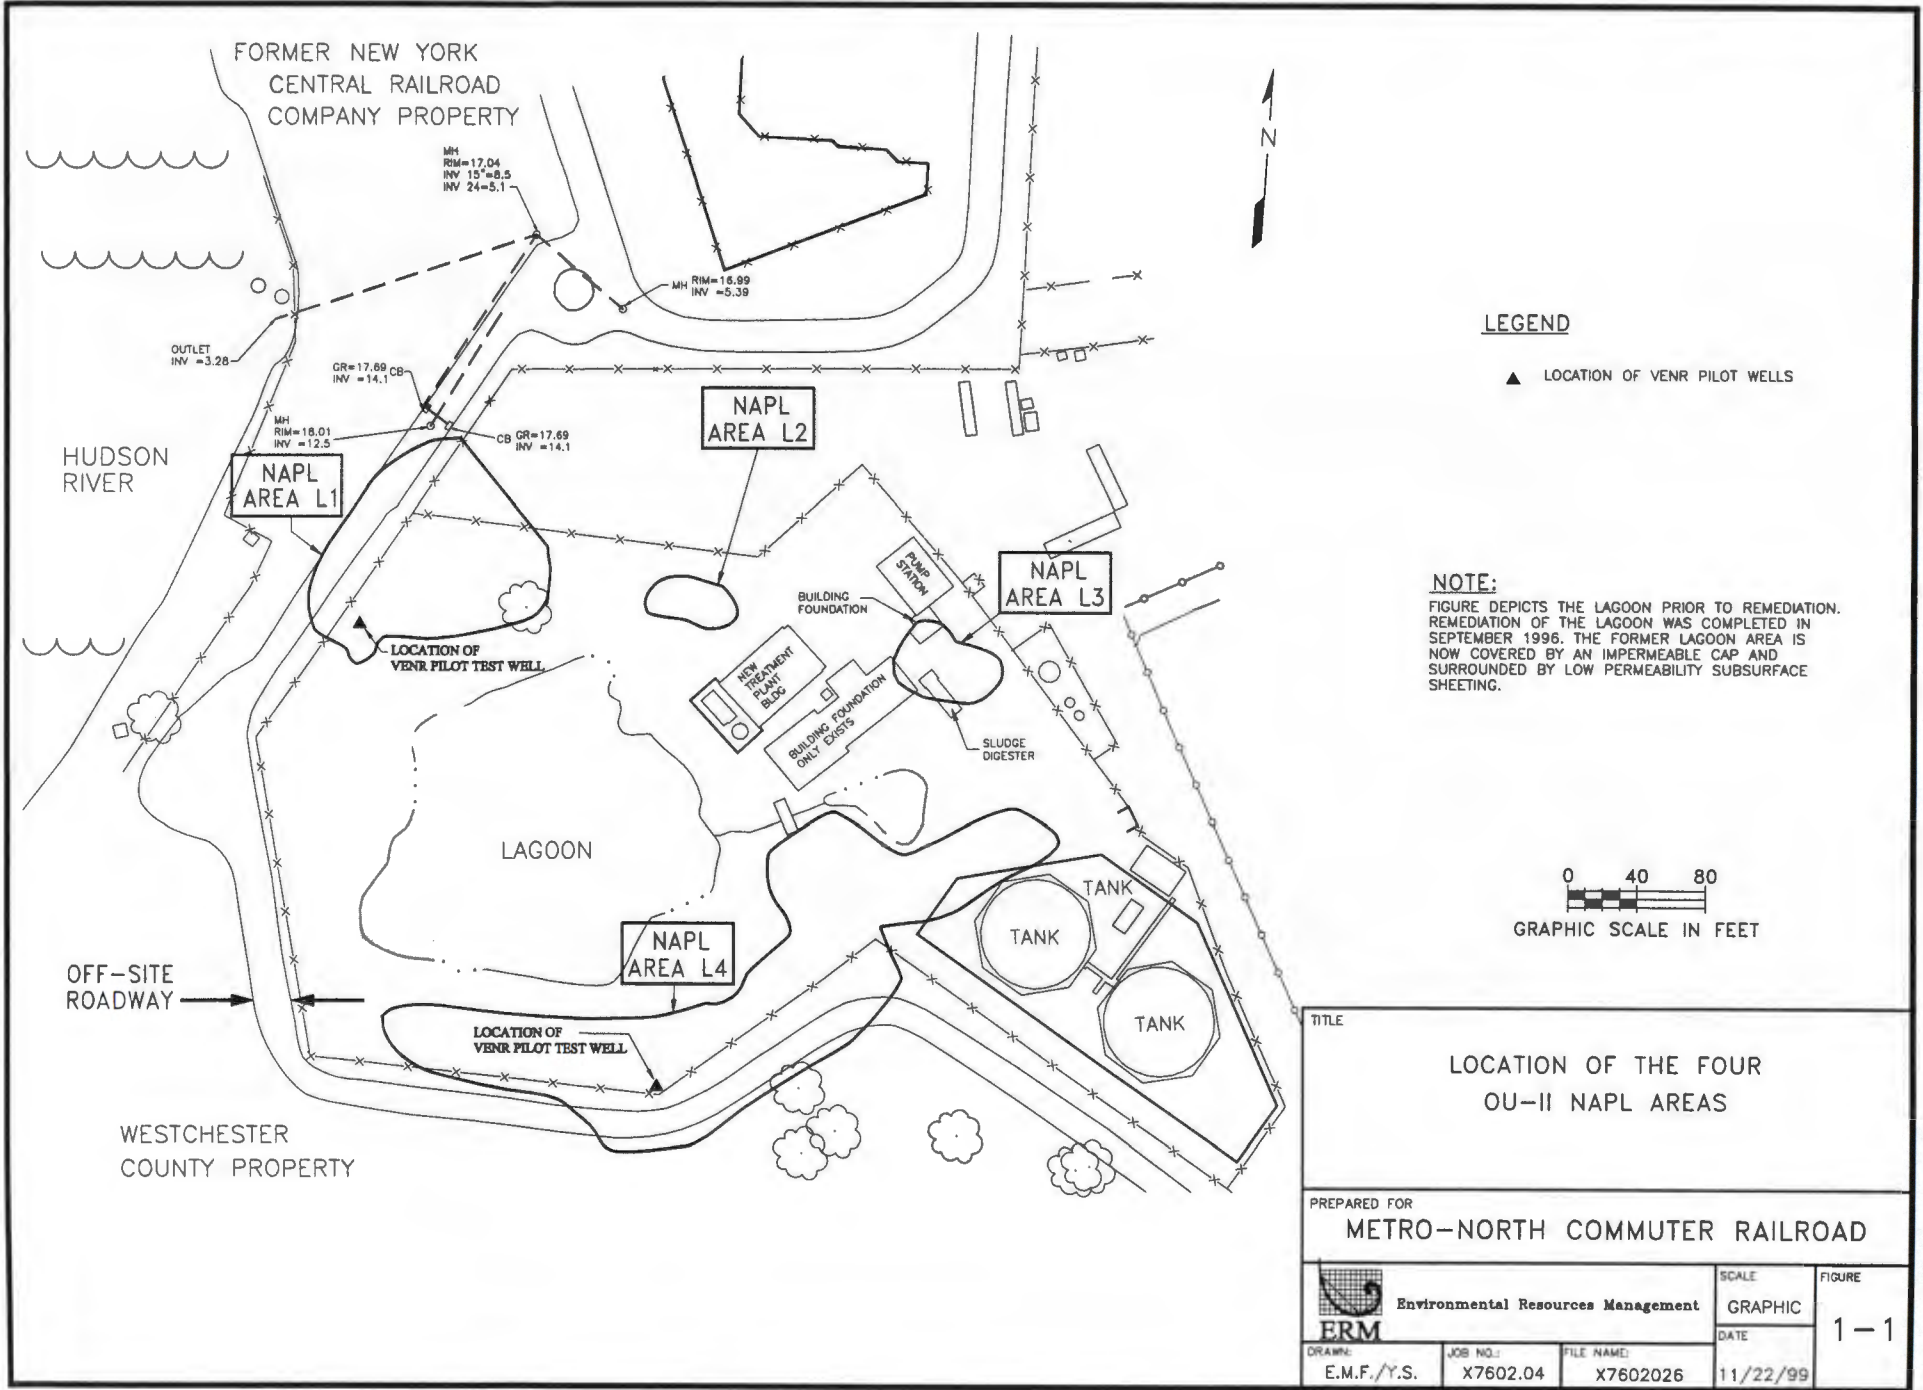 FORMER NEW YORK
CENTRAL RAILROAD
COMPANY PROPERTY
MH
RIM=17.04
INV 15"=8.5
INV 24=5.1
N
MH RIM=16.99
INV =5.39
OUTLET
INV =3.28
GR=17.69 CB
INV =14.1
MH
RIM=18.01
INV =12.5
CB GR=17.69
INV =14.1
LEGEND
▲ LOCATION OF VENR PILOT WELLS
HUDSON
RIVER
NAPL
AREA L1
NAPL
AREA L2
PUMP
STATION
NAPL
AREA L3
BUILDING
FOUNDATION
LOCATION OF
VENR PILOT TEST WELL
NEW
TREATMENT
PLANT
BLDG
BUILDING FOUNDATION
ONLY EXISTS
SLUDGE
DIGESTER
NOTE:
FIGURE DEPICTS THE LAGOON PRIOR TO REMEDIATION.
REMEDIATION OF THE LAGOON WAS COMPLETED IN
SEPTEMBER 1996. THE FORMER LAGOON AREA IS
NOW COVERED BY AN IMPERMEABLE CAP AND
SURROUNDED BY LOW PERMEABILITY SUBSURFACE
SHEETING.
LAGOON
TANK
TANK
TANK
NAPL
AREA L4
0 40 80
GRAPHIC SCALE IN FEET
OFF-SITE
ROADWAY
LOCATION OF
VENR PILOT TEST WELL
WESTCHESTER
COUNTY PROPERTY
TITLE
LOCATION OF THE FOUR
OU-II NAPL AREAS
PREPARED FOR
METRO-NORTH COMMUTER RAILROAD
ERM
Environmental Resources Management
SCALE
GRAPHIC
FIGURE
1-1
DATE
11/22/99
DRAWN:
E.M.F./Y.S.
JOB NO.:
X7602.04
FILE NAME:
X7602026